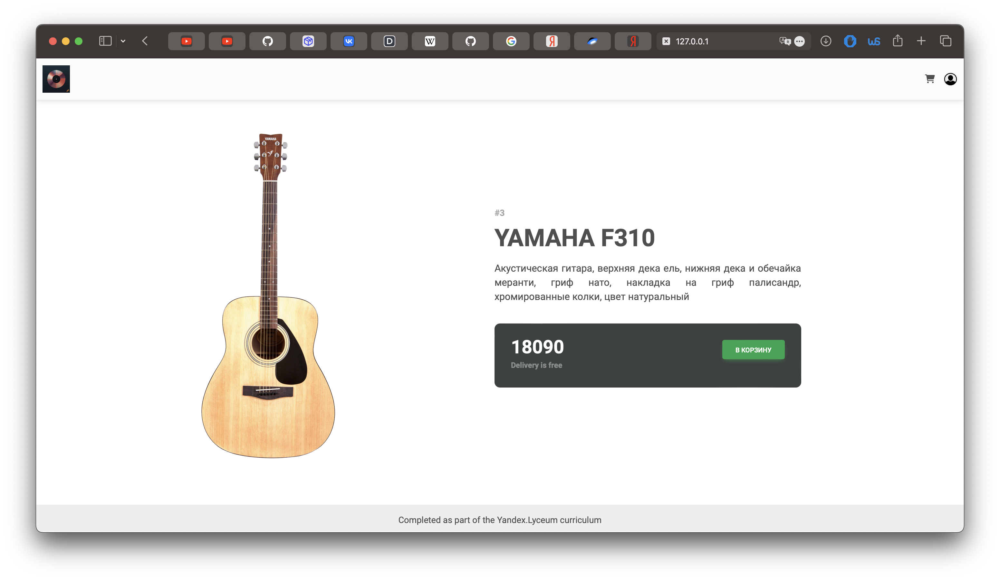 127.0.0.1
YAMAHA
#3
YAMAHA F310
Акустическая гитара, верхняя дека ель, нижняя дека и обечайка
меранти, гриф нато, накладка на гриф палисандр,
хромированные колки, цвет натуральный
18090
В КОРЗИНУ
Delivery is free
Completed as part of the Yandex.Lyceum curriculum